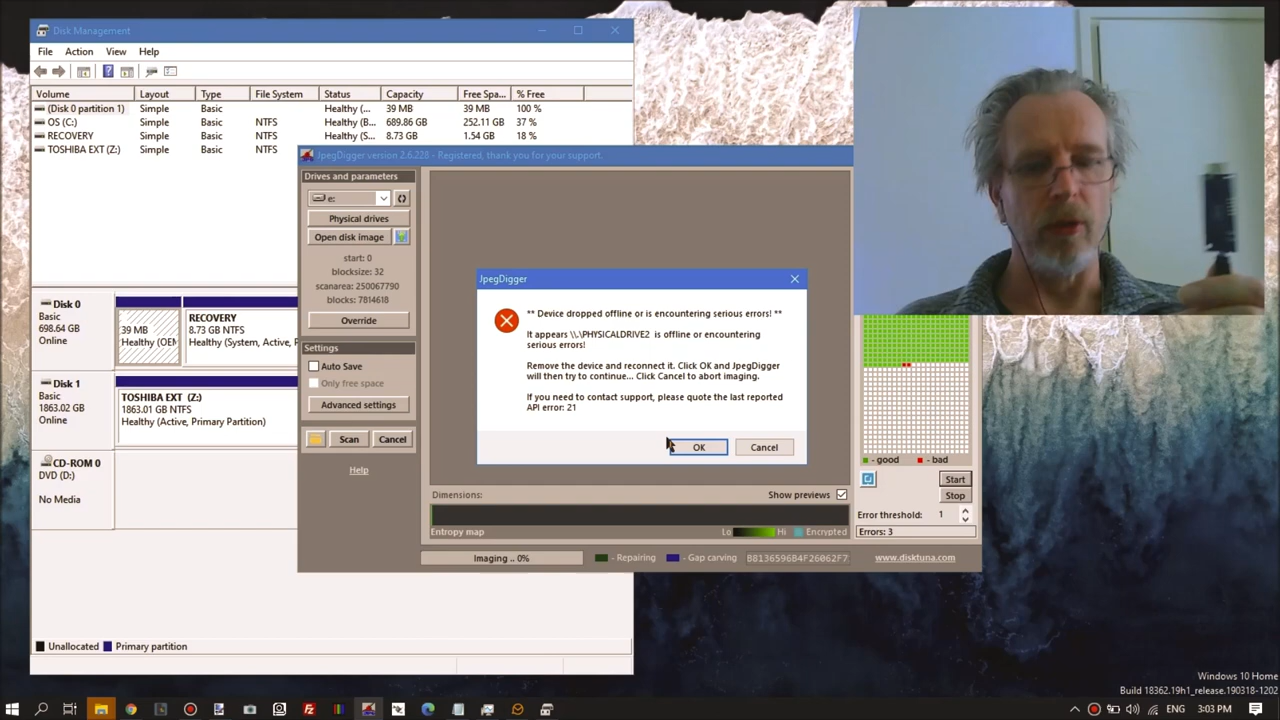 Disk Management
File Action View Help
Volume Layout Type File System Status Capacity Free Spa... % Free
(Disk 0 partition 1) Simple Basic Healthy (... 39 MB 39 MB 100 %
OS (C:) Simple Basic NTFS Healthy (B... 689.86 GB 252.11 GB 37 %
RECOVERY Simple Basic NTFS Healthy (S... 8.73 GB 1.54 GB 18 %
TOSHIBA EXT (Z:) Simple Basic NTFS
Disk 0
Basic
698.64 GB
Online
39 MB
Healthy (OEM
RECOVERY
8.73 GB NTFS
Healthy (System, Active, P
Disk 1
Basic
1863.02 GB
Online
TOSHIBA EXT (Z:)
1863.01 GB NTFS
Healthy (Active, Primary Partition)
CD-ROM 0
DVD (D:)
No Media
Unallocated Primary partition
JpegDigger version 2.6.228 - Registered, thank you for your support.
Drives and parameters
e:
Physical drives
Open disk image
start: 0
blocksize: 32
scanarea: 250067790
blocks: 7814618
Override
Settings
Auto Save
Only free space
Advanced settings
Scan Cancel
Help
JpegDigger
** Device dropped offline or is encountering serious errors! **
It appears \\.\PHYSICALDRIVE2 is offline or encountering
serious errors!
Remove the device and reconnect it. Click OK and JpegDigger
will then try to continue... Click Cancel to abort imaging.
If you need to contact support, please quote the last reported
API error: 21
OK Cancel
Dimensions: Show previews
Entropy map Lo Hi Encrypted
Imaging .. 0% - Repairing - Gap carving B8136596B4F26062F7
- good - bad
Start
Stop
Error threshold: 1
Errors: 3
www.disktuna.com
Windows 10 Home
Build 18362.19h1_release.190318-1202
ENG 3:03 PM